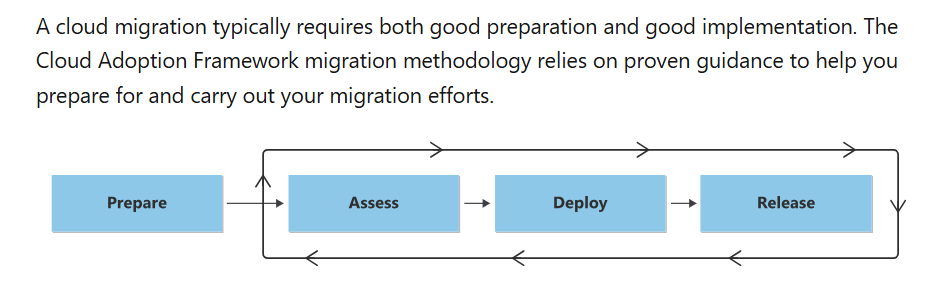 A cloud migration typically requires both good preparation and good implementation. The
Cloud Adoption Framework migration methodology relies on proven guidance to help you
prepare for and carry out your migration efforts.
Prepare
Assess
Deploy
Release